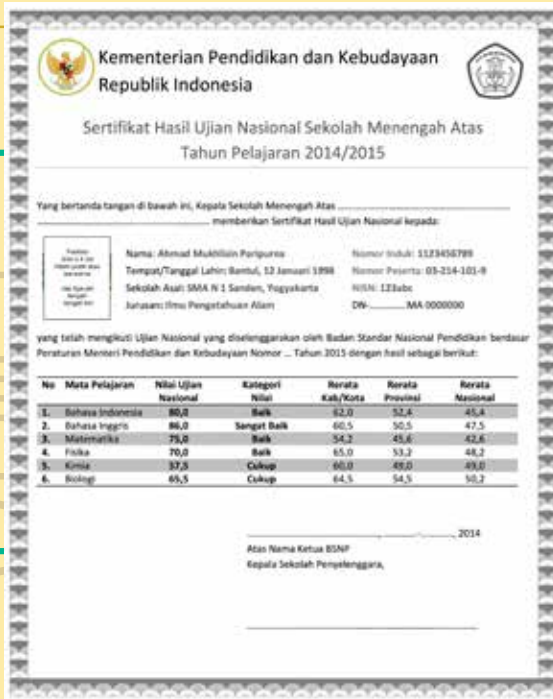 Kementerian Pendidikan dan Kebudayaan
Republik Indonesia
Sertifikat Hasil Ujian Nasional Sekolah Menengah Atas
Tahun Pelajaran 2014/2015
Yang bertanda tangan di bawah ini, Kepala Sekolah Menengah Atas
memberikan Sertifikat Hasil Ujian Nasional kepada:
Nama: Ahmad Mukhlisin Paripurna Nomor Induk: 1123456789
Tempat/Tanggal Lahir: Bantul, 12 Januari 1998 Nomor Peserta: 03-214-101-9
Sekolah Asal: SMA N 1 Sanden, Yogyakarta NISN: 123abc
Jurusan: Ilmu Pengetahuan Alam DN-........MA 0000000
yang telah mengikuti Ujian Nasional yang diselenggarakan oleh Badan Standar Nasional Pendidikan berdasar
Peraturan Menteri Pendidikan dan Kebudayaan Nomor ... Tahun 2015 dengan hasil sebagai berikut:
No Mata Pelajaran Nilai Ujian Nasional Kategori Nilai Rerata Kab/Kota Rerata Provinsi Rerata Nasional
1. Bahasa Indonesia 80,0 Baik 62,0 52,4 45,4
2. Bahasa Inggris 86,0 Sangat Baik 60,5 50,5 47,5
3. Matematika 75,0 Baik 54,2 45,6 42,6
4. Fisika 70,0 Baik 65,0 53,2 48,2
5. Kimia 57,5 Cukup 60,0 49,0 49,0
6. Biologi 65,5 Cukup 64,5 54,5 50,2
2014
Atas Nama Ketua BSNP
Kepala Sekolah Penyelenggara,